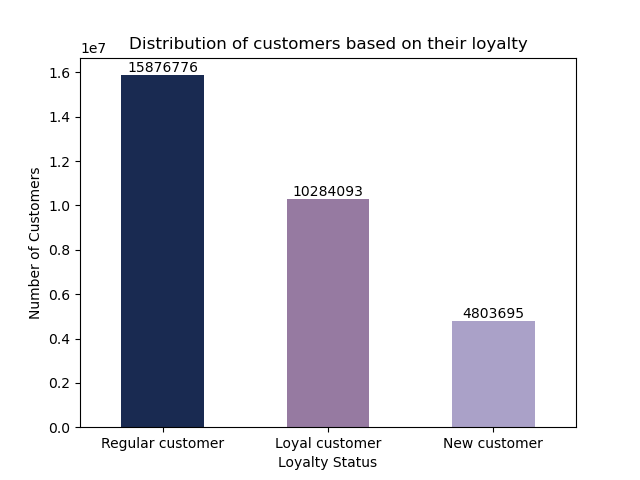 Distribution of customers based on their loyalty
1e7
15876776
10284093
4803695
1.6
1.4
1.2
1.0
0.8
0.6
0.4
0.2
0.0
Number of Customers
Regular customer Loyal customer New customer
Loyalty Status